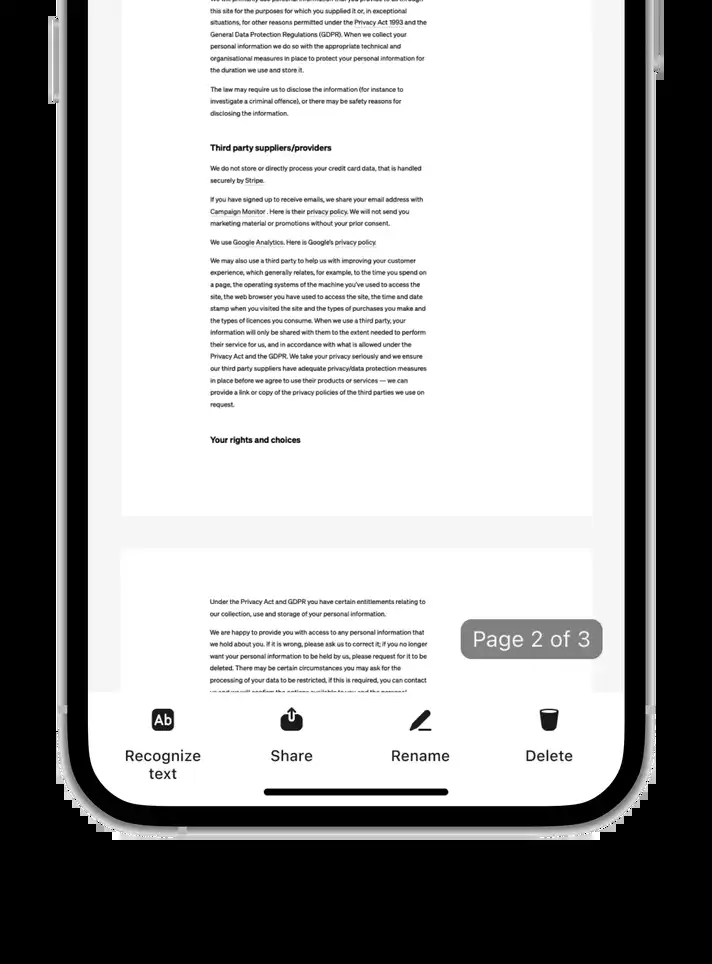 this site for the purposes for which you supplied it or, in exceptional
situations, for other reasons permitted under the Privacy Act 1993 and the
General Data Protection Regulations (GDPR). When we collect your
personal information we do so with the appropriate technical and
organisational measures in place to protect your personal information for
the duration we use and store it.
The law may require us to disclose the information (for instance to
investigate a criminal offence), or there may be safety reasons for
disclosing the information.
Third party suppliers/providers
We do not store or directly process your credit card data, that is handled
securely by Stripe.
If you have signed up to receive emails, we share your email address with
Campaign Monitor . Here is their privacy policy. We will not send you
marketing material or promotions without your prior consent.
We use Google Analytics. Here is Google's privacy policy.
We may also use a third party to help us with improving your customer
experience, which generally relates, for example, to the time you spend on
a page, the operating systems of the machine you've used to access the
site, the web browser you have used to access the site, the time and date
stamp when you visited the site and the types of purchases you make and
the types of licences you consume. When we use a third party, your
information will only be shared with them to the extent needed to perform
their service for us, and in accordance with what is allowed under the
Privacy Act and the GDPR. We take your privacy seriously and we ensure
our third party suppliers have adequate privacy/data protection measures
in place before we agree to use their products or services — we can
provide a link or copy of the privacy policies of the third parties we use on
request.
Your rights and choices
Under the Privacy Act and GDPR you have certain entitlements relating to
our collection, use and storage of your personal information.
We are happy to provide you with access to any personal information that
we hold about you. If it is wrong, please ask us to correct it; if you no longer
want your personal information to be held by us, please request for it to be
deleted. There may be certain circumstances you may ask for the
processing of your data to be restricted, if this is required, you can contact
Page 2 of 3
Ab
Recognize
text
Share
Rename
Delete